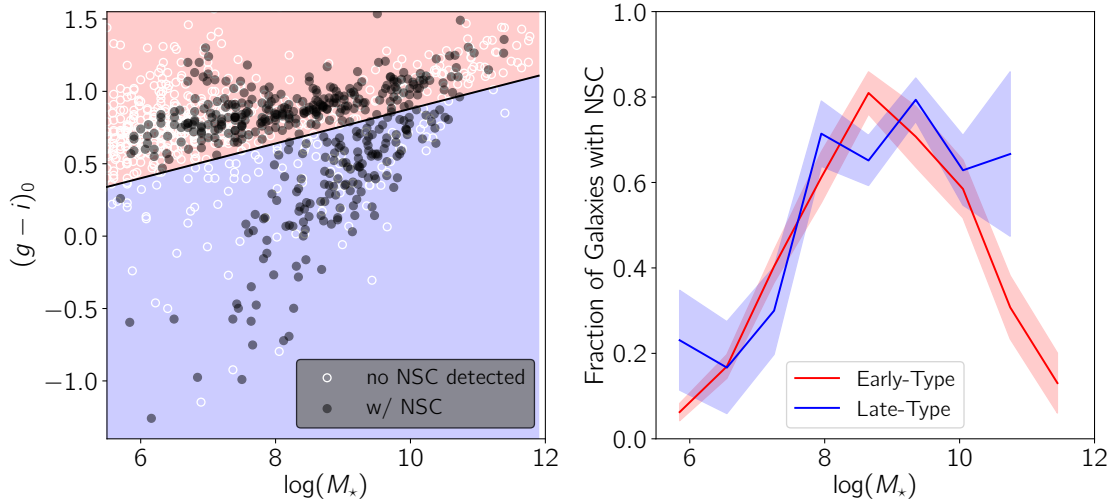 1.5
1.0
0.5
0.0
−0.5
−1.0
(g − i)₀
6
8
10
12
log(M⋆)
no NSC detected
w/ NSC
1.0
0.8
0.6
0.4
0.2
0.0
Fraction of Galaxies with NSC
6
8
10
12
log(M⋆)
Early-Type
Late-Type